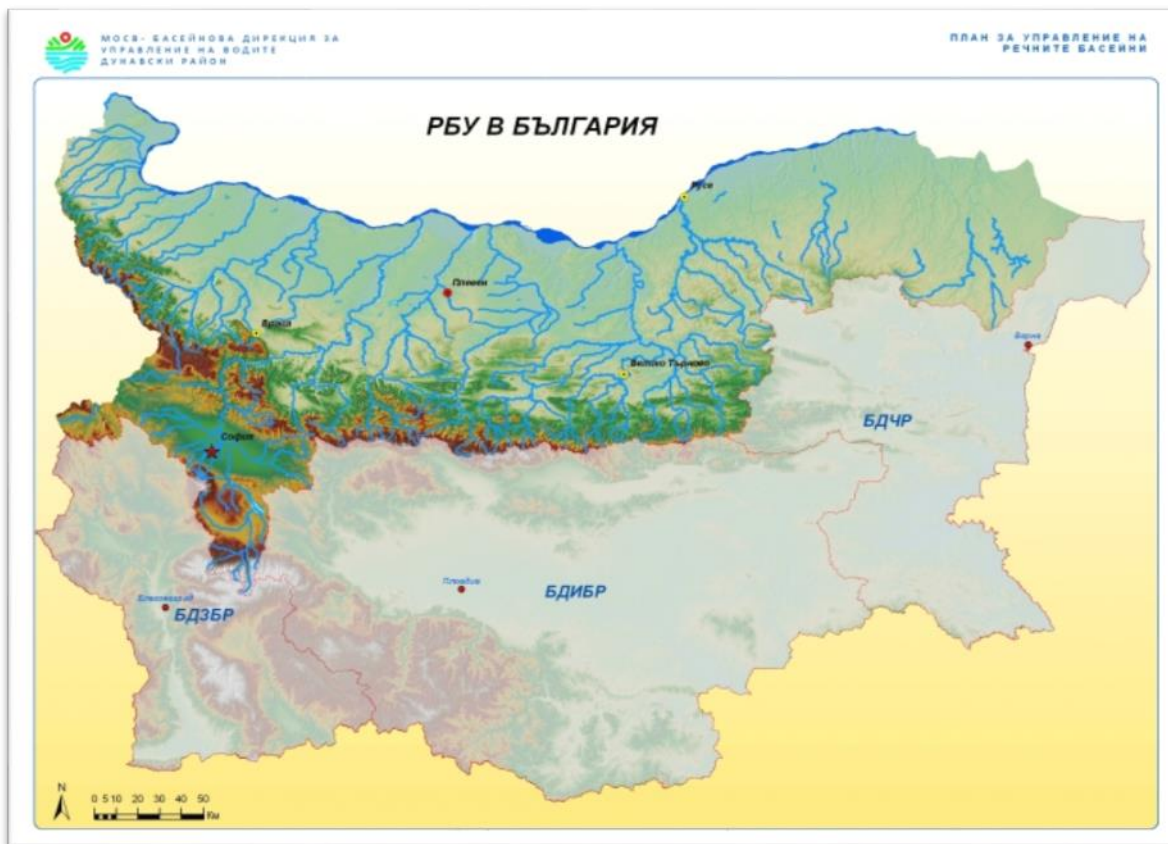 МОСВ- БАСЕЙНОВА ДИРЕКЦИЯ ЗА
УПРАВЛЕНИЕ НА ВОДИТЕ
ДУНАВСКИ РАЙОН
ПЛАН ЗА УПРАВЛЕНИЕ НА
РЕЧНИТЕ БАСЕЙНИ
РБУ В БЪЛГАРИЯ
Русе
Плевен
Враца
Варна
Велико Търново
БДЧР
София
Пловдив
БДИБР
Благоевград
БДЗБР
N
0 5 10 20 30 40 50
Км